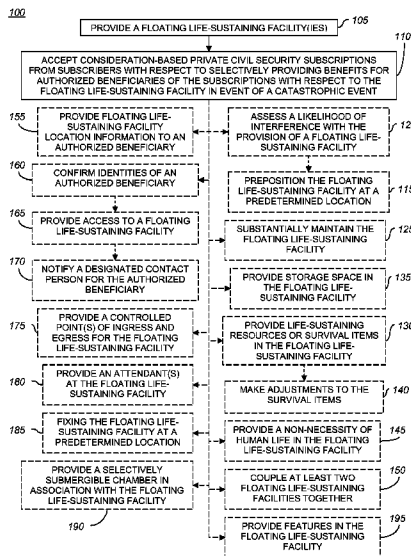 100
PROVIDE A FLOATING LIFE-SUSTAINING FACILITY(IES)
105
ACCEPT CONSIDERATION-BASED PRIVATE CIVIL SECURITY SUBSCRIPTIONS
FROM SUBSCRIBERS WITH RESPECT TO SELECTIVELY PROVIDING BENEFITS FOR
AUTHORIZED BENEFICIARIES OF THE SUBSCRIPTIONS WITH RESPECT TO THE
FLOATING LIFE-SUSTAINING FACILITY IN EVENT OF A CATASTROPHIC EVENT
110
155
PROVIDE FLOATING LIFE-
SUSTAINING FACILITY
LOCATION INFORMATION TO AN
AUTHORIZED BENEFICIARY
160
CONFIRM IDENTITIES OF AN
AUTHORIZED BENEFICIARY
165
PROVIDE ACCESS TO A FLOATING
LIFE-SUSTAINING FACILITY
170
NOTIFY A DESIGNATED CONTACT
PERSON FOR THE AUTHORIZED
BENEFICIARY
175
PROVIDE A CONTROLLED
POINT(S) OF INGRESS AND
EGRESS FOR THE FLOATING
LIFE-SUSTAINING FACILITY
180
PROVIDE AN ATTENDANT(S)
AT THE FLOATING LIFE-
SUSTAINING FACILITY
185
FIXING THE FLOATING LIFE-
SUSTAINING FACILITY AT A
PREDETERMINED LOCATION
PROVIDE A SELECTIVELY
SUBMERGIBLE CHAMBER IN
ASSOCIATION WITH THE FLOATING
LIFE-SUSTAINING FACILITY
190
ASSESS A LIKELIHOOD OF
INTERFERENCE WITH THE
PROVISION OF A FLOATING LIFE-
SUSTAINING FACILITY
PREPOSITION THE FLOATING
LIFE-SUSTAINING FACILITY AT A
PREDETERMINED LOCATION
115
SUBSTANTIALLY MAINTAIN THE
FLOATING LIFE-SUSTAINING
FACILITY
125
PROVIDE STORAGE SPACE IN
THE FLOATING LIFE-
SUSTAINING FACILITY
135
PROVIDE LIFE-SUSTAINING
RESOURCES OR SURVIVAL ITEMS
IN THE FLOATING LIFE-
SUSTAINING FACILITY
130
MAKE ADJUSTMENTS TO THE
SURVIVAL ITEMS
140
PROVIDE A NON-NECESSITY OF
HUMAN LIFE IN THE FLOATING
LIFE-SUSTAINING FACILITY
145
COUPLE AT LEAST TWO
FLOATING LIFE-SUSTAINING
FACILITIES TOGETHER
150
PROVIDE FEATURES IN THE
FLOATING LIFE-SUSTAINING
FACILITY
195